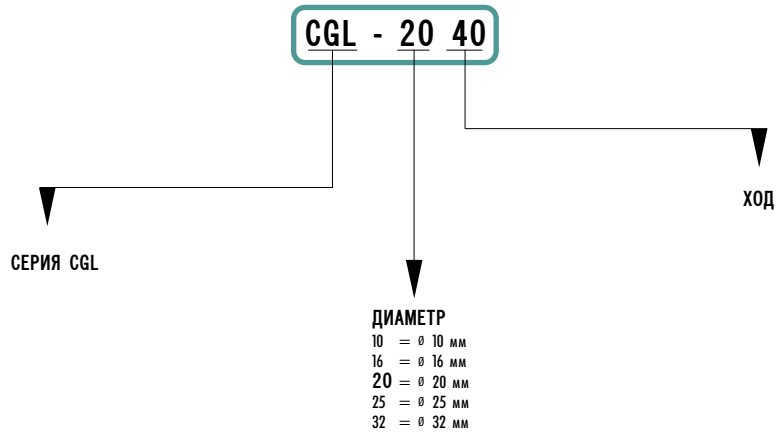 CGL - 20 40
ХОД
СЕРИЯ CGL
ДИАМЕТР
10 = ø 10 мм
16 = ø 16 мм
20 = ø 20 мм
25 = ø 25 мм
32 = ø 32 мм